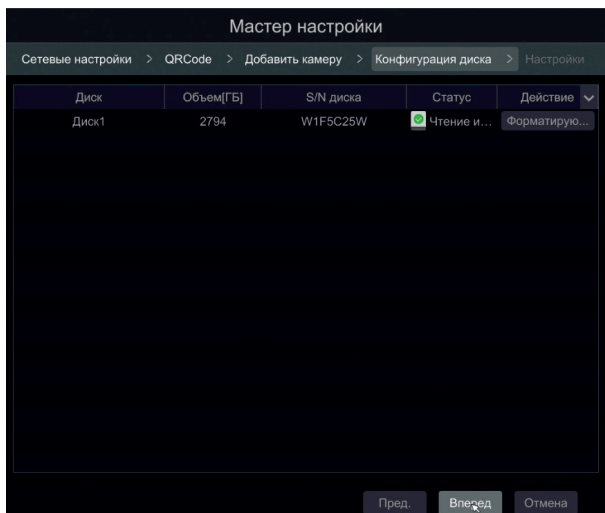 Мастер настройки
Сетевые настройки > QRCode > Добавить камеру > Конфигурация диска > Настройки
Диск Объем[ГБ] S/N диска Статус Действие
Диск1 2794 W1F5C25W Чтение и... Форматирую...
Пред. Вперед Отмена